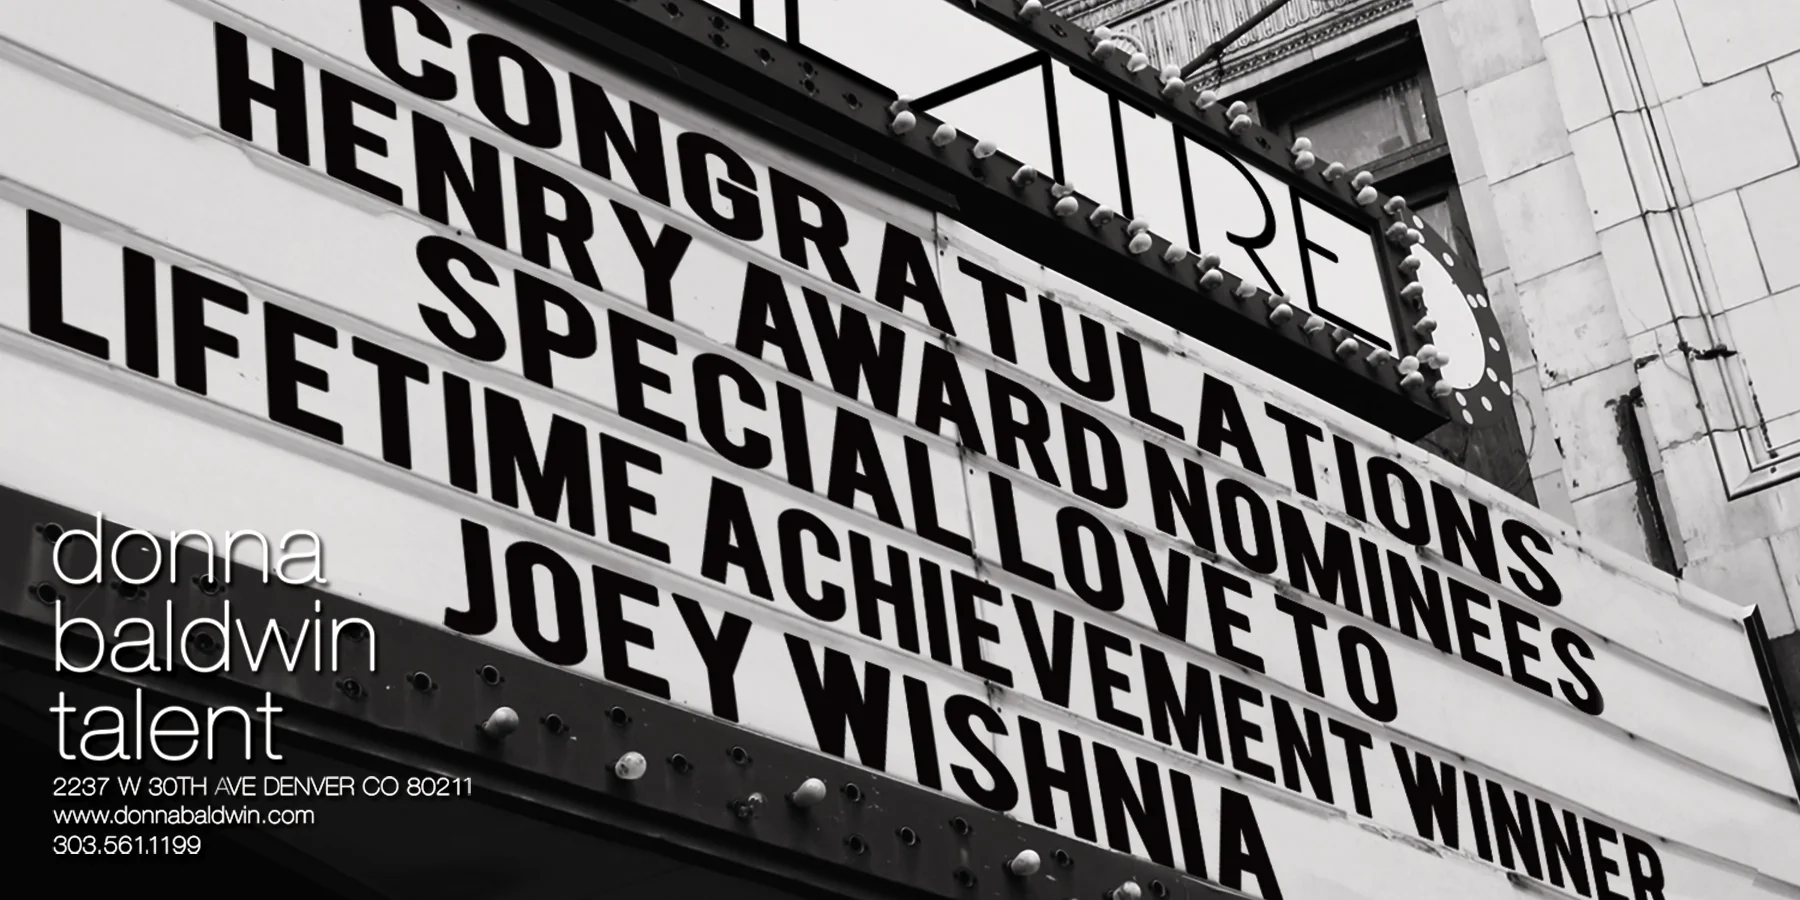 TRE
CONGRATULATIONS
HENRY AWARD NOMINEES
SPECIAL LOVE TO
LIFETIME ACHIEVEMENT WINNER
JOEY WISHNIA
donna
baldwin
talent
2237 W 30TH AVE DENVER CO 80211
www.donnabaldwin.com
303.561.1199